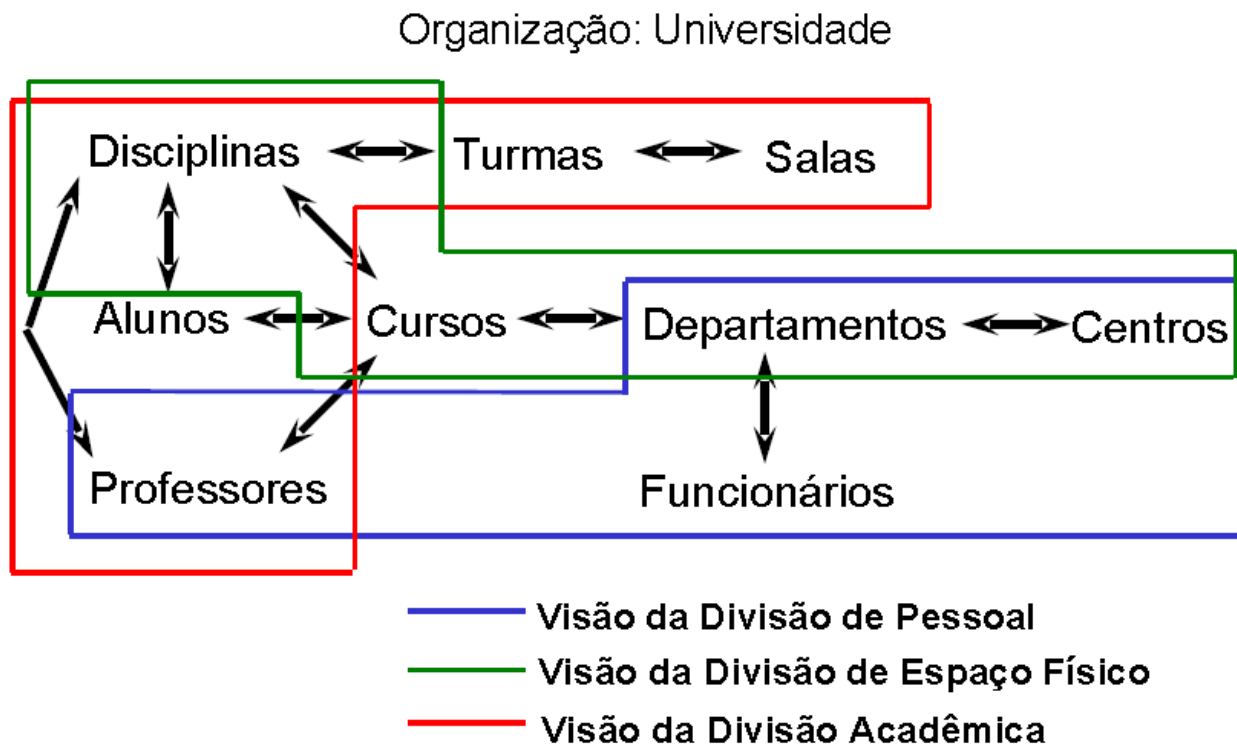 Organização: Universidade
Disciplinas Turmas Salas
Alunos Cursos Departamentos Centros
Professores Funcionários
Visão da Divisão de Pessoal
Visão da Divisão de Espaço Físico
Visão da Divisão Acadêmica